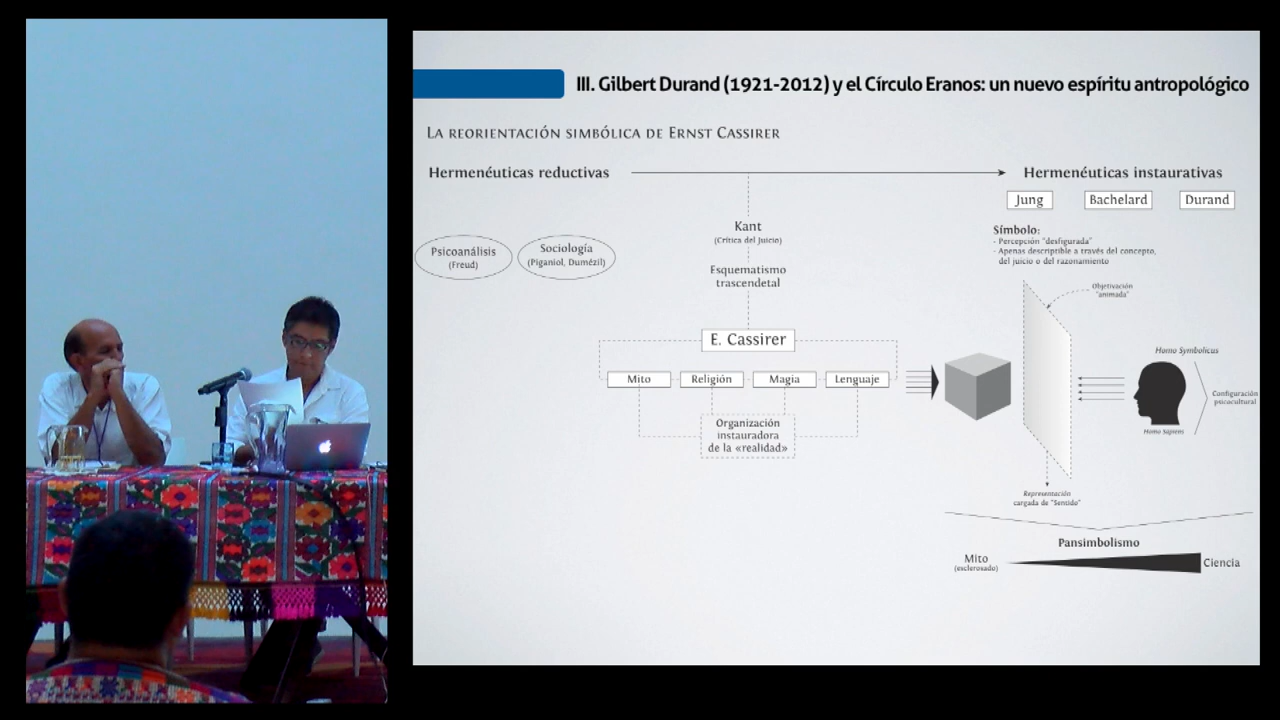 III. Gilbert Durand (1921-2012) y el Círculo Eranos: un nuevo espíritu antropológico
La reorientación simbólica de Ernst Cassirer
Hermenéuticas reductivas
Hermenéuticas instaurativas
Jung
Bachelard
Durand
Psicoanálisis
(Freud)
Sociología
(Piganiol, Dumézil)
Kant
(Crítica del Juicio)
Esquematismo
trascendetal
E. Cassirer
Mito
Religión
Magia
Lenguaje
Organización
instauradora
de la «realidad»
Símbolo:
- Percepción "desfigurada"
- Apenas descriptible a través del concepto,
del juicio o del razonamiento
Objetivación
"animada"
Homo Symbolicus
Configuración
psicocultural
Homo Sapiens
Representación
cargada de "Sentido"
Pansimbolismo
Mito
(esclerosado)
Ciencia